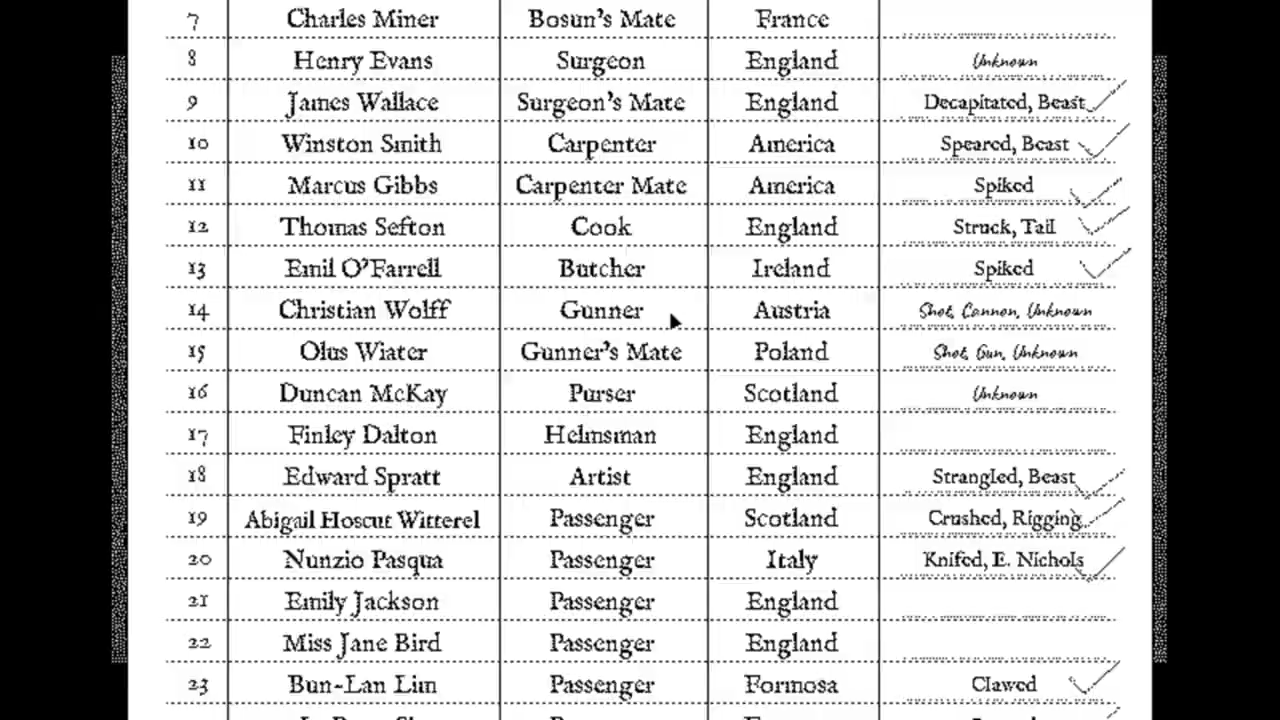 7 Charles Miner Bosun's Mate France
8 Henry Evans Surgeon England Unknown
9 James Wallace Surgeon's Mate England Decapitated, Beast
10 Winston Smith Carpenter America Speared, Beast
11 Marcus Gibbs Carpenter Mate America Spiked
12 Thomas Sefton Cook England Struck, Tail
13 Emil O'Farrell Butcher Ireland Spiked
14 Christian Wolff Gunner Austria Shot, Cannon, Unknown
15 Olus Wiater Gunner's Mate Poland Shot, Gun, Unknown
16 Duncan McKay Purser Scotland Unknown
17 Finley Dalton Helmsman England
18 Edward Spratt Artist England Strangled, Beast
19 Abigail Hoscut Witterel Passenger Scotland Crushed, Rigging
20 Nunzio Pasqua Passenger Italy Knifed, E. Nichols
21 Emily Jackson Passenger England
22 Miss Jane Bird Passenger England
23 Bun-Lan Lim Passenger Formosa Clawed